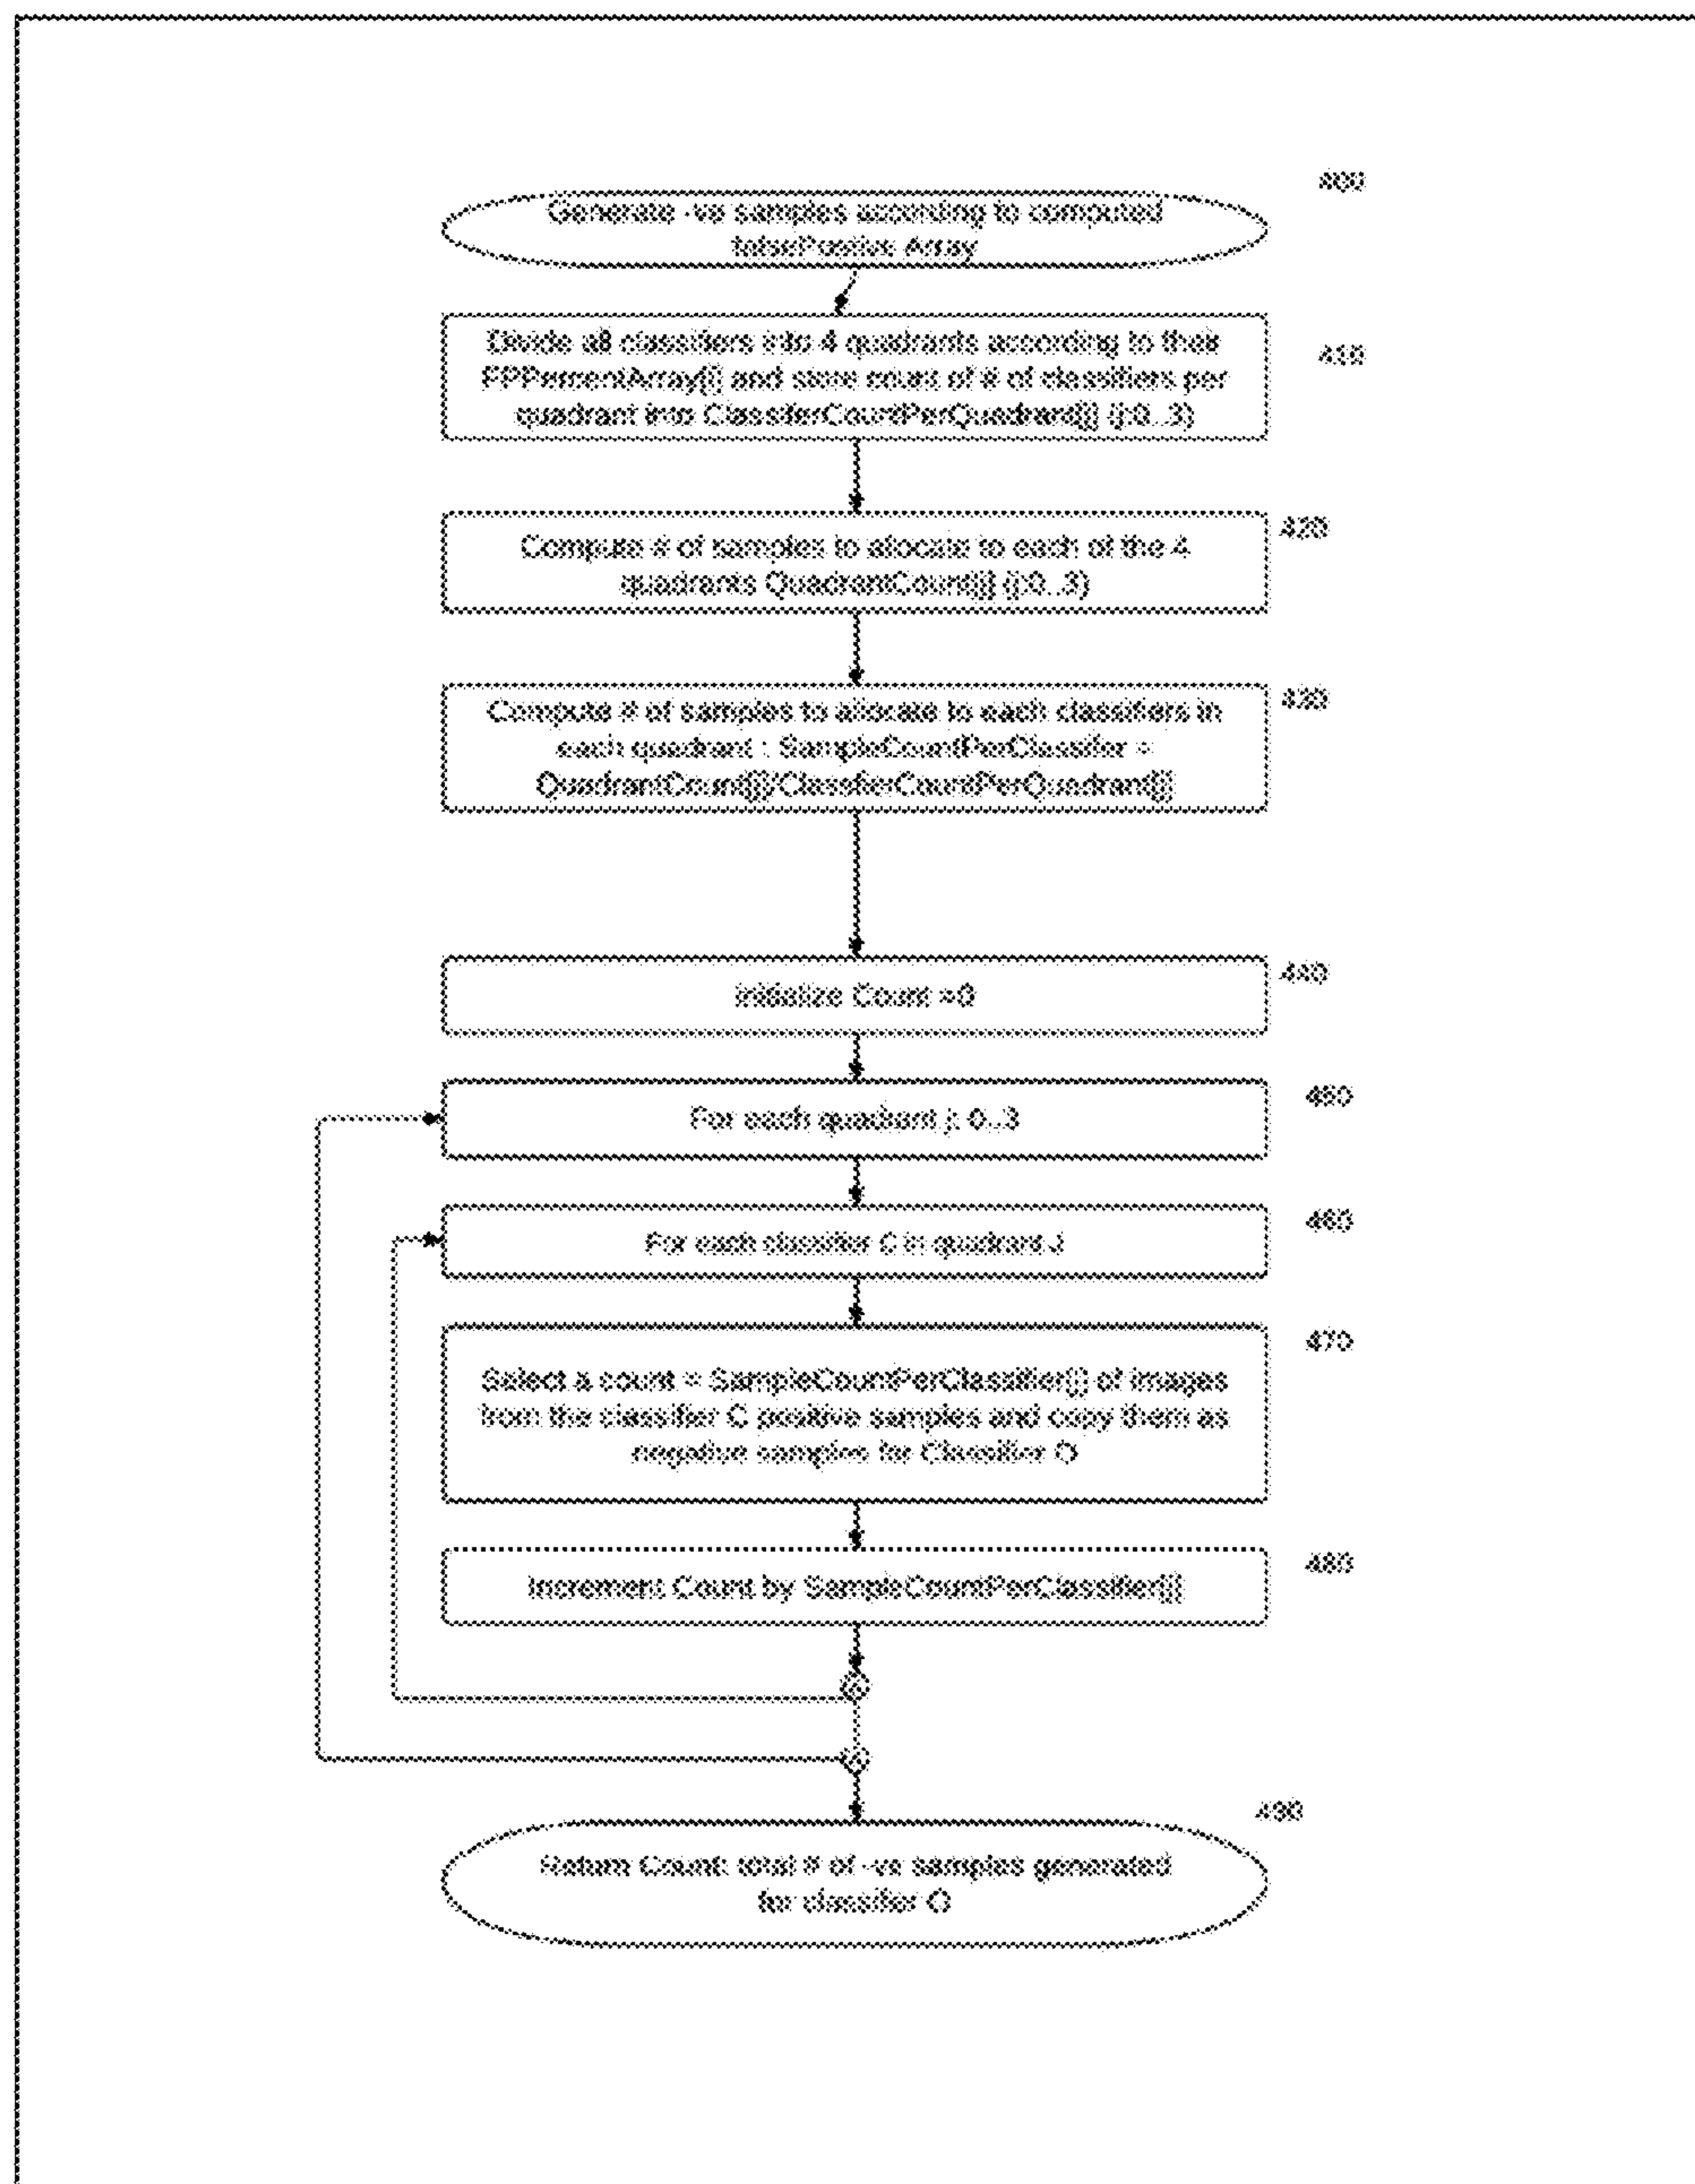 400
Generate -ve samples according to computed
falsePostive Array
Divide all classifiers into 4 quadrants according to their
410
FPPercentArray[i] and store count of # of classifiers per
quadrant into ClassiferCountPerQuadrant[j] (j:0..3)
420
Compute # of samples to allocate to each of the 4
quadrants QuadrantCount[j] (j:0..3)
430
Compute # of samples to allocate to each classifiers in
each quadrant : SampleCountPerClassifer =
QuadrantCount[j]/ClassiferCountPerQuadrant[j]
440
Initialize Count =0
450
For each quadrant j: 0..3
460
For each classifier C in quadrant J
470
Select a count = SampleCountPerClassifier[j] of images
from the classifier C positive samples and copy them as
negative samples for Classifier O
480
Increment Count by SampleCountPerClassifier[j]
490
Return Count: total # of -ve samples generated
for classifier O